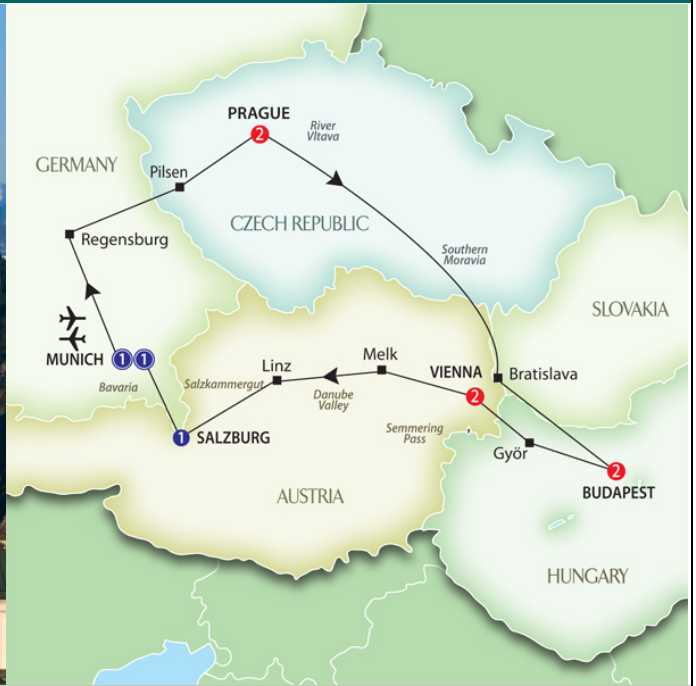 PRAGUE
2
River
Vltava
GERMANY
Pilsen
CZECH REPUBLIC
Regensburg
Southern
Moravia
SLOVAKIA
MUNICH
1
1
Bavaria
Salzkammergut
Linz
Melk
Danube
Valley
VIENNA
2
Bratislava
Semmering
Pass
1
SALZBURG
Györ
2
BUDAPEST
AUSTRIA
HUNGARY